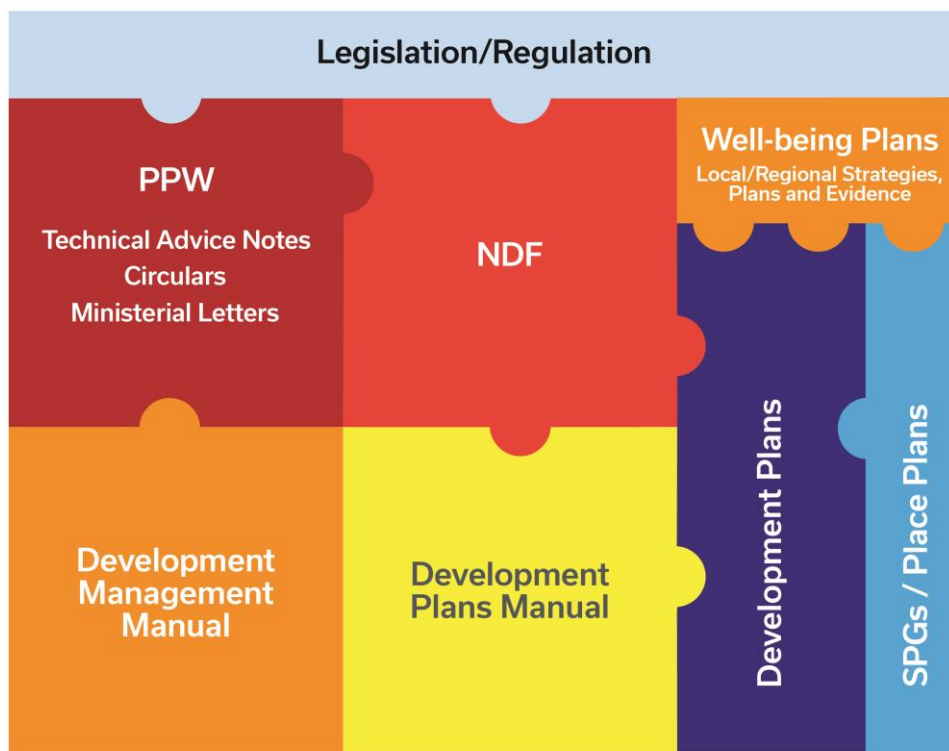 Legislation/Regulation
PPW
Technical Advice Notes
Circulars
Ministerial Letters
NDF
Well-being Plans
Local/Regional Strategies,
Plans and Evidence
Development
Management
Manual
Development
Plans Manual
Development Plans
SPGs / Place Plans